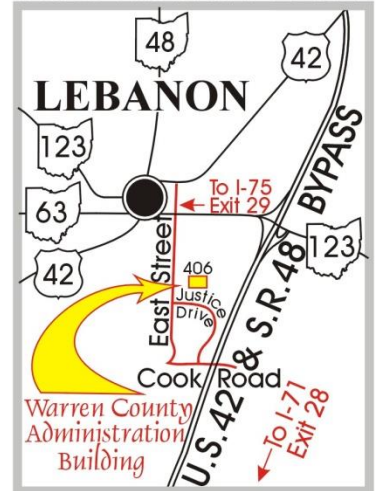 48
42
LEBANON
123
To I-75
Exit 29
63
U.S. 42 & S.R. 48 BYPASS
123
42
East Street
406
Justice
Drive
Cook Road
Warren County
Administration
Building
To I-71
Exit 28